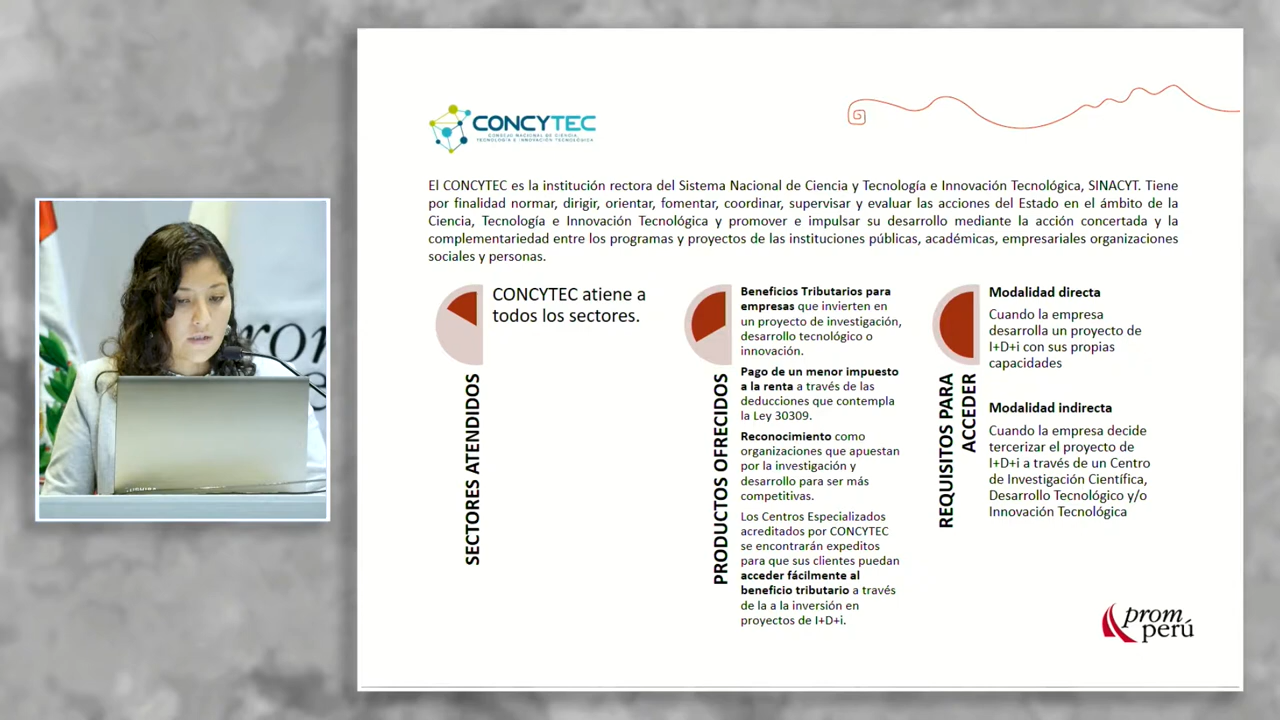 CONCYTEC
CONSEJO NACIONAL DE CIENCIA,
TECNOLOGÍA E INNOVACIÓN TECNOLÓGICA
El CONCYTEC es la institución rectora del Sistema Nacional de Ciencia y Tecnología e Innovación Tecnológica, SINACYT. Tiene
por finalidad normar, dirigir, orientar, fomentar, coordinar, supervisar y evaluar las acciones del Estado en el ámbito de la
Ciencia, Tecnología e Innovación Tecnológica y promover e impulsar su desarrollo mediante la acción concertada y la
complementariedad entre los programas y proyectos de las instituciones públicas, académicas, empresariales organizaciones
sociales y personas.
SECTORES ATENDIDOS
CONCYTEC atiene a
todos los sectores.
PRODUCTOS OFRECIDOS
Beneficios Tributarios para
empresas que invierten en
un proyecto de investigación,
desarrollo tecnológico o
innovación.
Pago de un menor impuesto
a la renta a través de las
deducciones que contempla
la Ley 30309.
Reconocimiento como
organizaciones que apuestan
por la investigación y
desarrollo para ser más
competitivas.
Los Centros Especializados
acreditados por CONCYTEC
se encontrarán expeditos
para que sus clientes puedan
acceder fácilmente al
beneficio tributario a través
de la a la inversión en
proyectos de I+D+i.
REQUISITOS PARA
ACCEDER
Modalidad directa
Cuando la empresa
desarrolla un proyecto de
I+D+i con sus propias
capacidades
Modalidad indirecta
Cuando la empresa decide
tercerizar el proyecto de
I+D+i a través de un Centro
de Investigación Científica,
Desarrollo Tecnológico y/o
Innovación Tecnológica
prom
perú